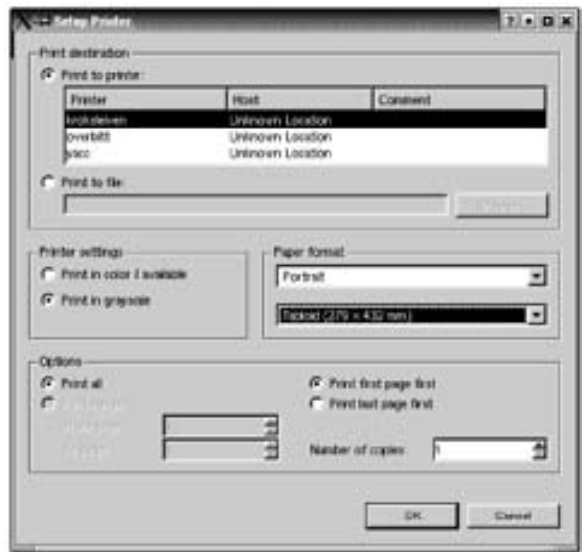 Setup Printer
Print destination
Print to printer:
Printer Host Comment
Unknown Location
overbitt Unknown Location
yacc Unknown Location
Print to file:
Printer settings
Print in color if available
Print in grayscale
Paper format
Portrait
Tabloid (279 x 432 mm)
Options
Print all
Print first page first
Print last page first
Number of copies: 1
OK
Cancel